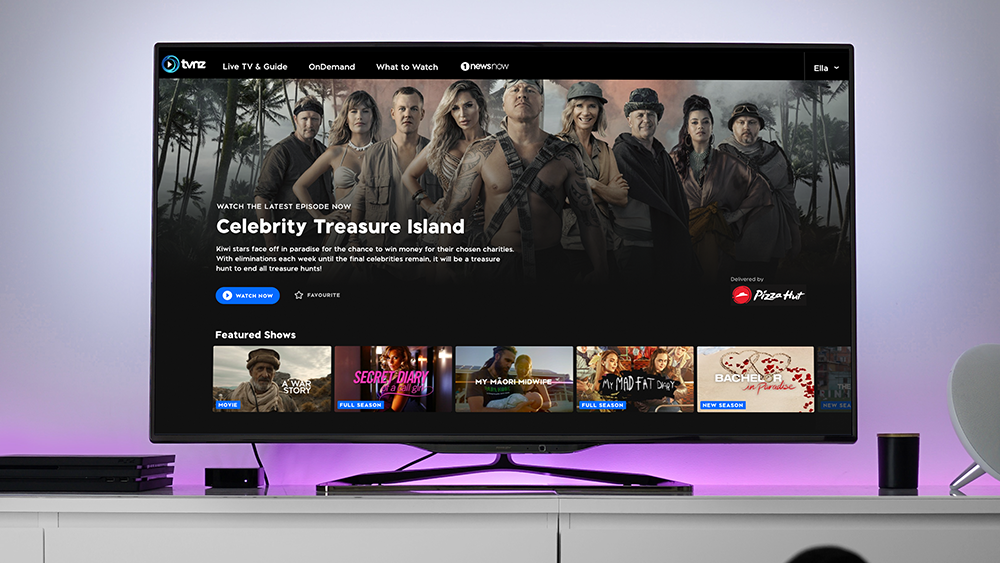 tvnz
Live TV & Guide
OnDemand
What to Watch
1 news now
Ella
WATCH THE LATEST EPISODE NOW
Celebrity Treasure Island
Kiwi stars face off in paradise for the chance to win money for their chosen charities.
With eliminations each week until the final celebrities remain, it will be a treasure
hunt to end all treasure hunts!
WATCH NOW
FAVOURITE
Delivered by
Pizza Hut
Featured Shows
A WAR
STORY
MOVIE
SECRET DIARY
of a call girl
FULL SEASON
MY MĀORI MIDWIFE
MY MAD FAT DIARY
FULL SEASON
BACHELOR
in Paradise
NEW SEASON
THE
NEW SEA